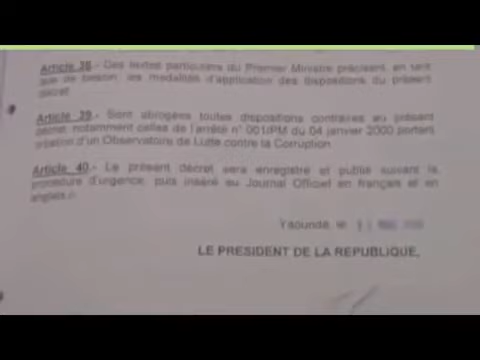 Article 38.- Des textes particuliers du Premier Ministre précisent, en tant
que de besoin, les modalités d'application des dispositions du présent
décret.
Article 39.- Sont abrogées toutes dispositions contraires au présent
décret, notamment celles de l'arrêté n° 001/PM du 04 janvier 2000 portant
création d'un Observatoire de Lutte contre la Corruption.
Article 40.- Le présent décret sera enregistré et publié suivant la
procédure d'urgence, puis inséré au Journal Officiel en français et en
anglais.
Yaoundé, le
LE PRESIDENT DE LA REPUBLIQUE,